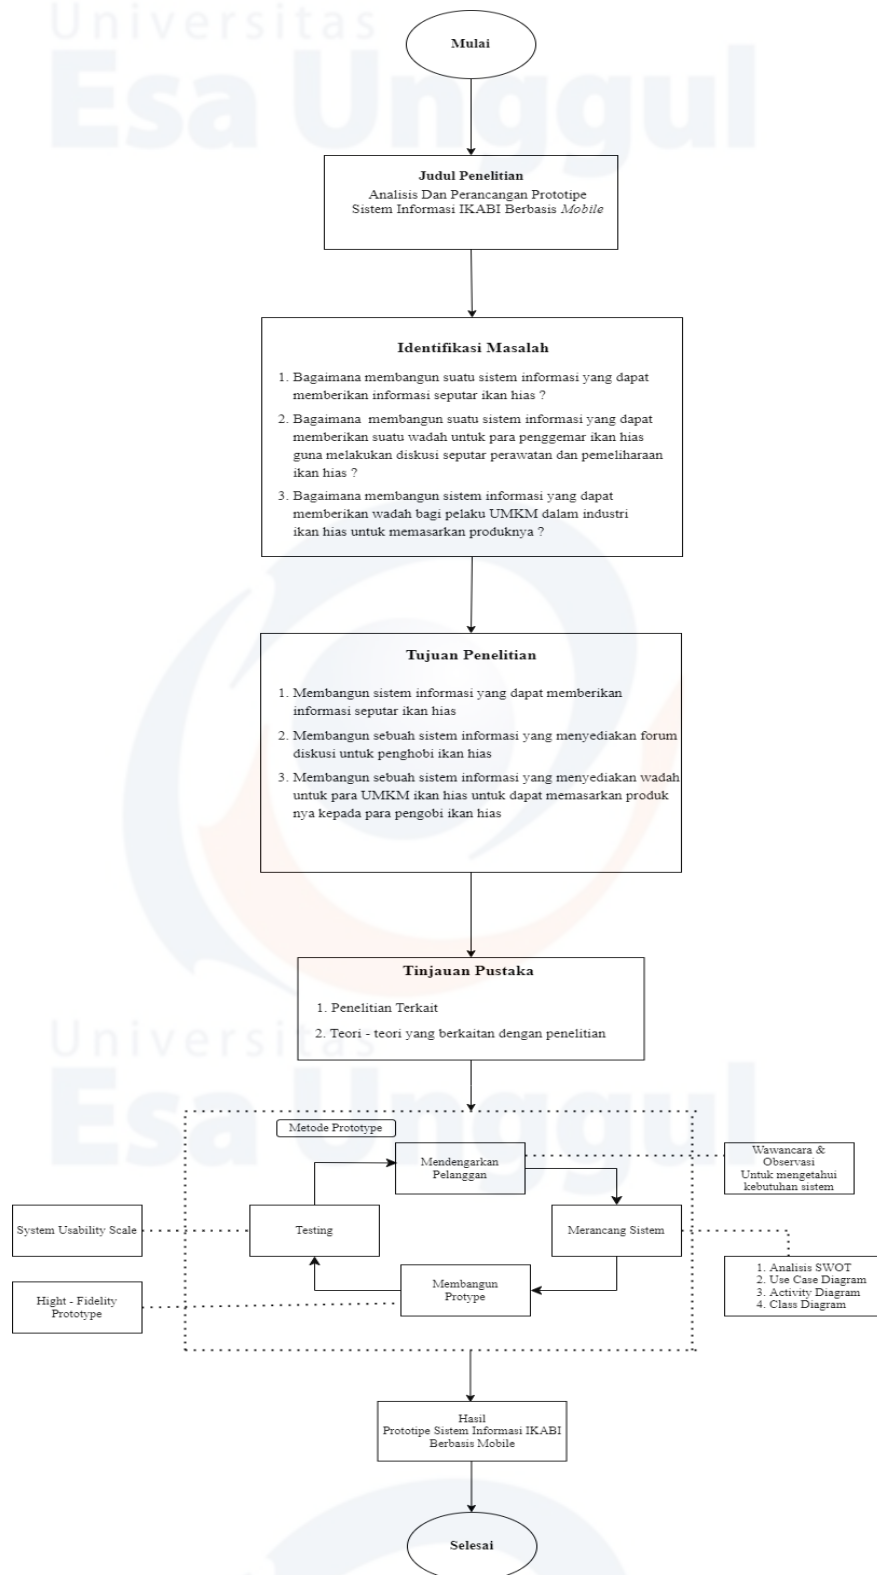 Universitas
Esa Unggul
Mulai
Judul Penelitian
Analisis Dan Perancangan Prototipe
Sistem Informasi IKABI Berbasis Mobile
Identifikasi Masalah
1. Bagaimana membangun suatu sistem informasi yang dapat
memberikan informasi seputar ikan hias ?
2. Bagaimana membangun suatu sistem informasi yang dapat
memberikan suatu wadah untuk para penggemar ikan hias
guna melakukan diskusi seputar perawatan dan pemeliharaan
ikan hias ?
3. Bagaimana membangun sistem informasi yang dapat
memberikan wadah bagi pelaku UMKM dalam industri
ikan hias untuk memasarkan produknya ?
Tujuan Penelitian
1. Membangun sistem informasi yang dapat memberikan
informasi seputar ikan hias
2. Membangun sebuah sistem informasi yang menyediakan forum
diskusi untuk penghobi ikan hias
3. Membangun sebuah sistem informasi yang menyediakan wadah
untuk para UMKM ikan hias untuk dapat memasarkan produk
nya kepada para pengobi ikan hias
Tinjauan Pustaka
1. Penelitian Terkait
2. Teori - teori yang berkaitan dengan penelitian
Universitas
Esa Unggul
Metode Prototype
Mendengarkan
Pelanggan
Wawancara &
Observasi
Untuk mengetahui
kebutuhan sistem
System Usability Scale
Testing
Merancang Sistem
Hight - Fidelity
Prototype
Membangun
Protype
1. Analisis SWOT
2. Use Case Diagram
3. Activity Diagram
4. Class Diagram
Hasil
Prototipe Sistem Informasi IKABI
Berbasis Mobile
Selesai